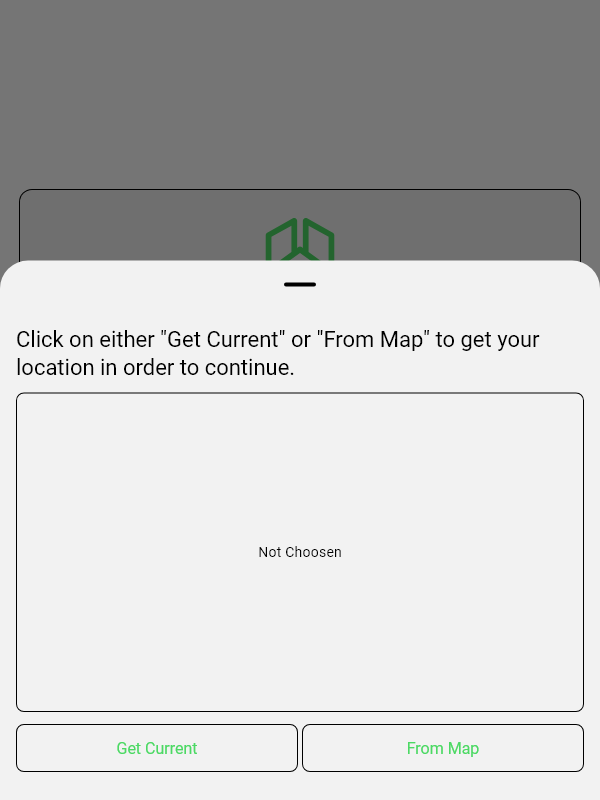 Click on either "Get Current" or "From Map" to get your
location in order to continue.
Not Choosen
Get Current
From Map